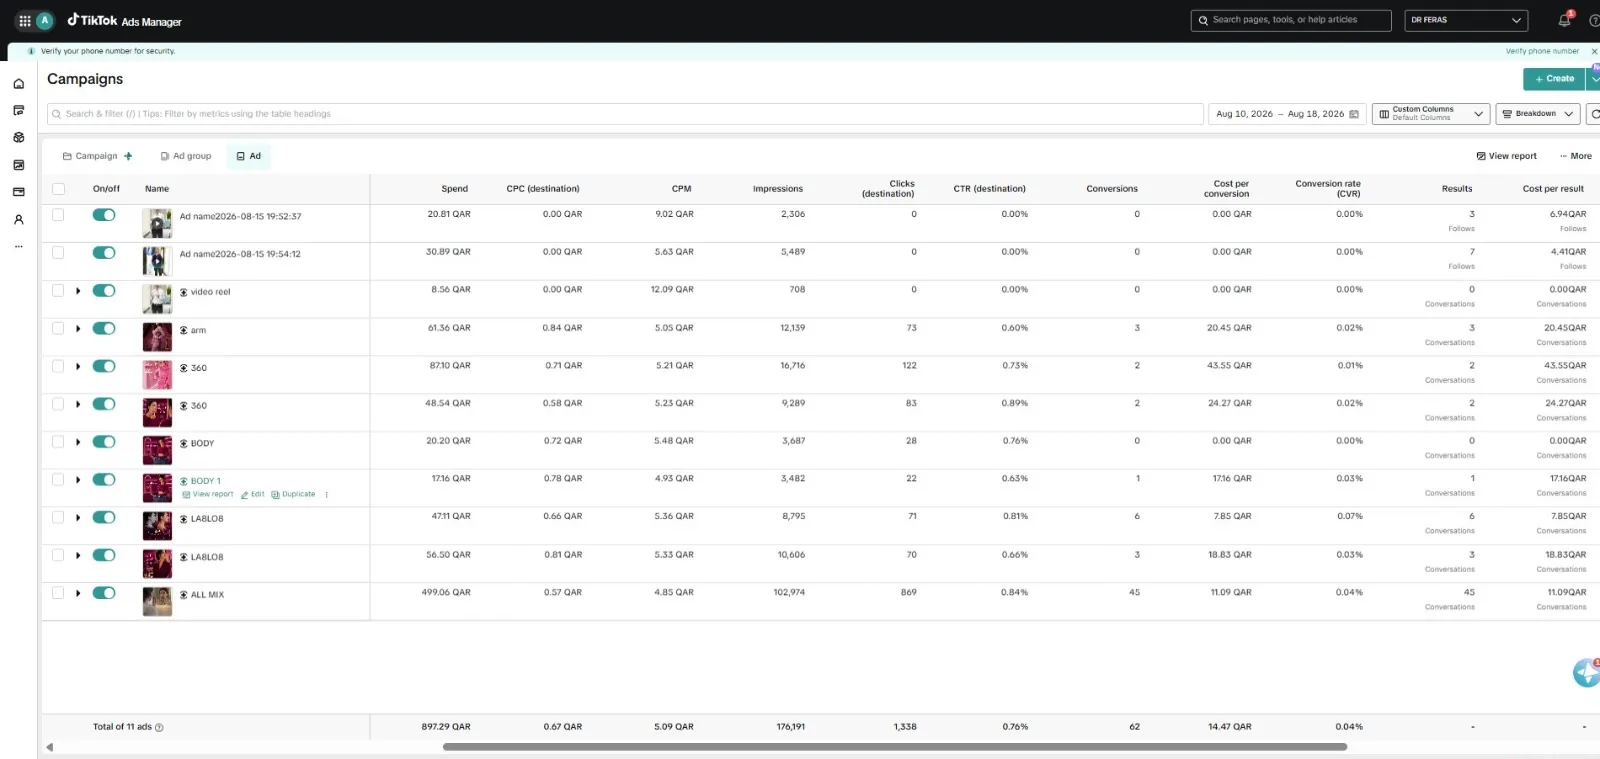 A TikTok Ads Manager Search pages, tools, or help articles DR FERAS 1
Verify your phone number for security. Verify phone number
Campaigns + Create
Search & filter (/) | Tips: Filter by metrics using the table headings Aug 10, 2026 – Aug 18, 2026 Custom Columns Breakdown
Default Columns
Campaign Ad group Ad View report More
On/off Name Spend CPC (destination) CPM Impressions Clicks (destination) CTR (destination) Conversions Cost per conversion Conversion rate (CVR) Results Cost per result
Ad name2026-08-15 19:52:37 20.81 QAR 0.00 QAR 9.02 QAR 2,306 0 0.00% 0 0.00 QAR 0.00% 3 6.94QAR
Follows Follows
Ad name2026-08-15 19:54:12 30.89 QAR 0.00 QAR 5.63 QAR 5,489 0 0.00% 0 0.00 QAR 0.00% 7 4.41QAR
Follows Follows
video reel 8.56 QAR 0.00 QAR 12.09 QAR 708 0 0.00% 0 0.00 QAR 0.00% 0 0.00QAR
Conversations Conversations
arm 61.36 QAR 0.84 QAR 5.05 QAR 12,139 73 0.60% 3 20.45 QAR 0.02% 3 20.45QAR
Conversations Conversations
360 87.10 QAR 0.71 QAR 5.21 QAR 16,716 122 0.73% 2 43.55 QAR 0.01% 2 43.55QAR
Conversations Conversations
360 48.54 QAR 0.58 QAR 5.23 QAR 9,289 83 0.89% 2 24.27 QAR 0.02% 2 24.27QAR
Conversations Conversations
BODY 20.20 QAR 0.72 QAR 5.48 QAR 3,687 28 0.76% 0 0.00 QAR 0.00% 0 0.00QAR
Conversations Conversations
BODY 1 17.16 QAR 0.78 QAR 4.93 QAR 3,482 22 0.63% 1 17.16 QAR 0.03% 1 17.16QAR
View report Edit Duplicate Conversations Conversations
LA8LO8 47.11 QAR 0.66 QAR 5.36 QAR 8,795 71 0.81% 6 7.85 QAR 0.07% 6 7.85QAR
Conversations Conversations
LA8LO8 56.50 QAR 0.81 QAR 5.33 QAR 10,606 70 0.66% 3 18.83 QAR 0.03% 3 18.83QAR
Conversations Conversations
ALL MIX 499.06 QAR 0.57 QAR 4.85 QAR 102,974 869 0.84% 45 11.09 QAR 0.04% 45 11.09QAR
Conversations Conversations
Total of 11 ads 897.29 QAR 0.67 QAR 5.09 QAR 176,191 1,338 0.76% 62 14.47 QAR 0.04% - -